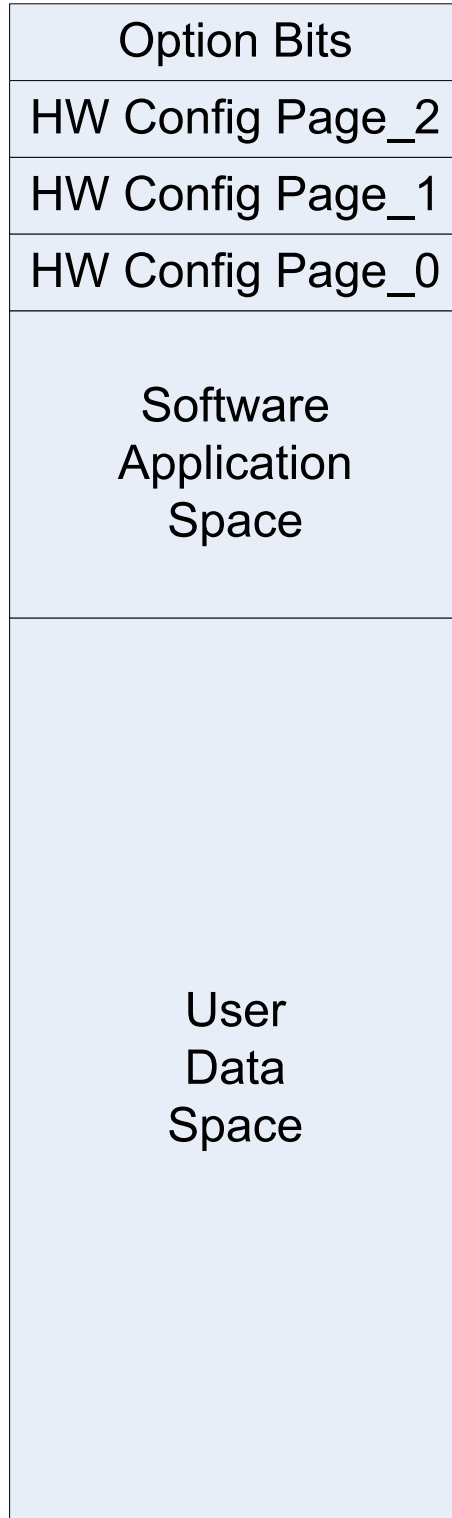 Option Bits
HW Config Page_2
HW Config Page_1
HW Config Page_0
Software
Application
Space
User
Data
Space